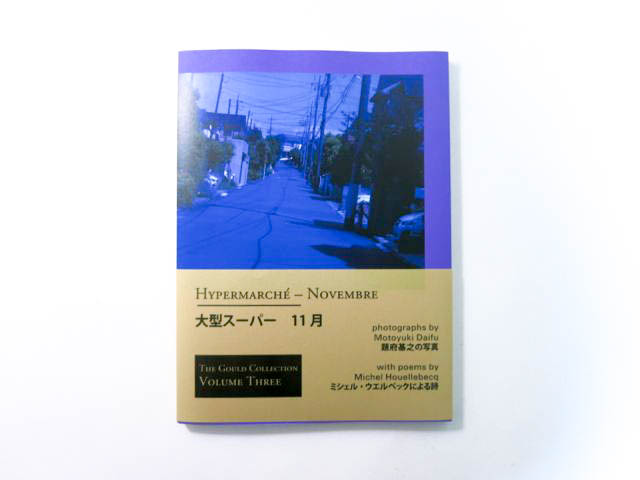 HYPERMARCHÉ – NOVEMBRE
大型スーパー 11月
photographs by
Motoyuki Daifu
題府基之の写真
THE GOULD COLLECTION
VOLUME THREE
with poems by
Michel Houellebecq
ミシェル・ウエルベックによる詩